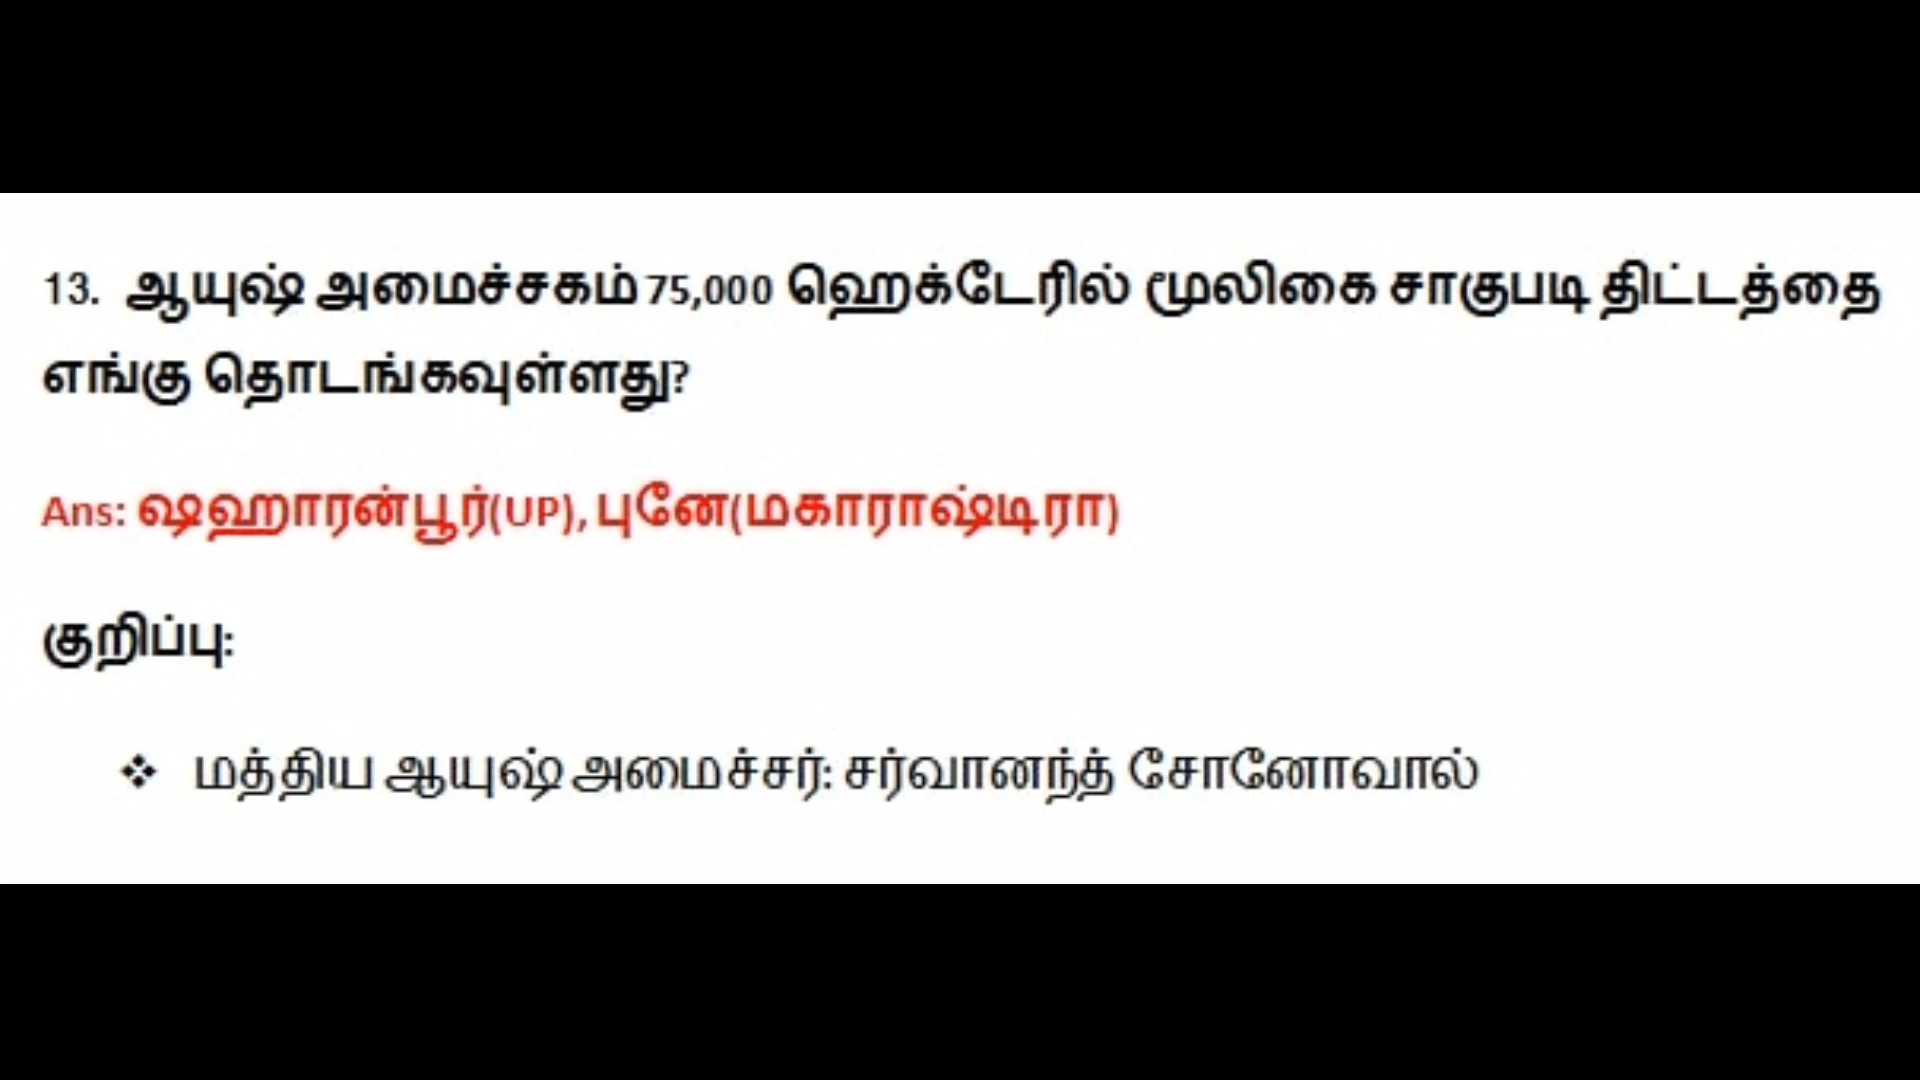 13. ஆயுஷ் அமைச்சகம் 75,000 ஹெக்டேரில் மூலிகை சாகுபடி திட்டத்தை
எங்கு தொடங்கவுள்ளது?
Ans: ஷஹாரன்பூர்(UP), புனே(மகாராஷ்டிரா)
குறிப்பு:
❖ மத்திய ஆயுஷ் அமைச்சர்: சர்வானந்த் சோனோவால்